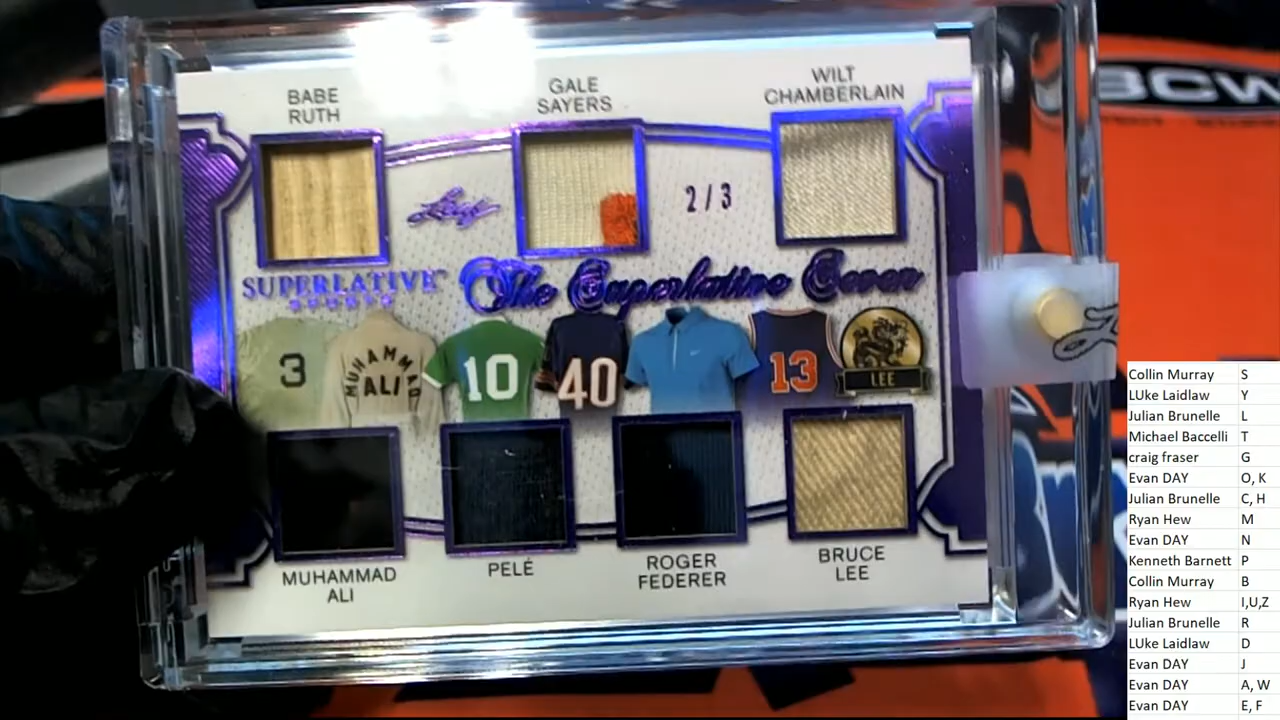 BCW
BABE
RUTH
GALE
SAYERS
WILT
CHAMBERLAIN
Leaf
2/3
SUPERLATIVE
SPORTS
The Superlative Seven
3
MUHAMMAD
ALI
10
40
13
LEE
MUHAMMAD
ALI
PELÉ
ROGER
FEDERER
BRUCE
LEE
Collin Murray S
LUke Laidlaw Y
Julian Brunelle L
Michael Baccelli T
craig fraser G
Evan DAY O, K
Julian Brunelle C, H
Ryan Hew M
Evan DAY N
Kenneth Barnett P
Collin Murray B
Ryan Hew I,U,Z
Julian Brunelle R
LUke Laidlaw D
Evan DAY J
Evan DAY A, W
Evan DAY E, F